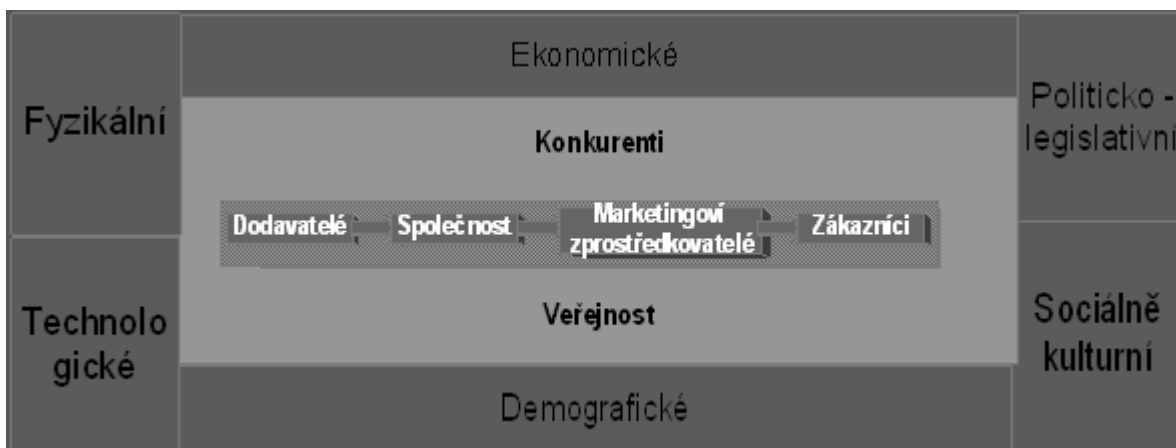 Ekonomické
Fyzikální
Politicko -
legislativní
Konkurenti
Dodavatelé
Společnost
Marketingoví
zprostředkovatelé
Zákazníci
Veřejnost
Technolo
gické
Sociálně
kulturní
Demografické